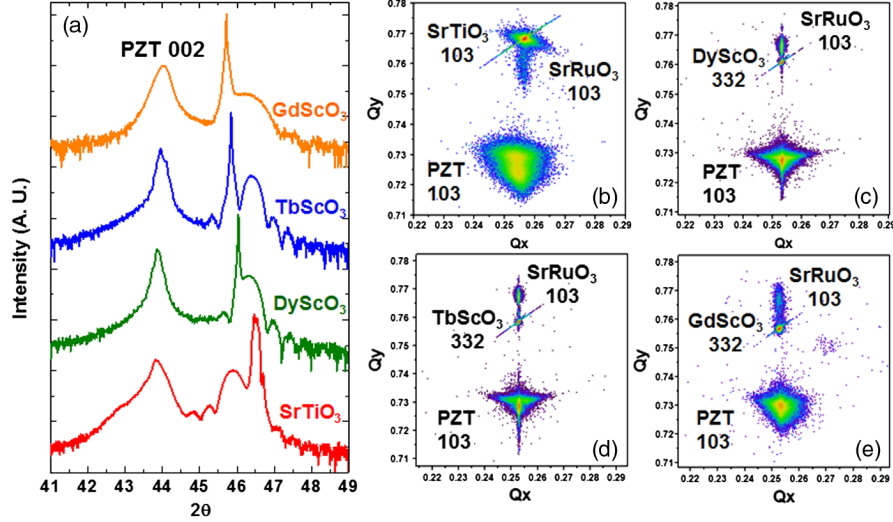 (a)
PZT 002
GdScO3
TbScO3
DyScO3
SrTiO3
Intensity (A. U.)
41 42 43 44 45 46 47 48 49
2θ
0.78
0.77
0.76
0.75
0.74
0.73
0.72
0.71
Qy
SrTiO3
103
SrRuO3
103
PZT
103
(b)
0.22 0.23 0.24 0.25 0.26 0.27 0.28 0.29
Qx
0.78
0.77
0.76
0.75
0.74
0.73
0.72
0.71
Qy
SrRuO3
103
DyScO3
332
PZT
103
(c)
0.22 0.23 0.24 0.25 0.26 0.27 0.28 0.29
Qx
0.78
0.77
0.76
0.75
0.74
0.73
0.72
0.71
Qy
SrRuO3
103
TbScO3
332
PZT
103
(d)
0.22 0.23 0.24 0.25 0.26 0.27 0.28 0.29
Qx
0.78
0.77
0.76
0.75
0.74
0.73
0.72
0.71
Qy
SrRuO3
103
GdScO3
332
PZT
103
(e)
0.22 0.23 0.24 0.25 0.26 0.27 0.28 0.29
Qx